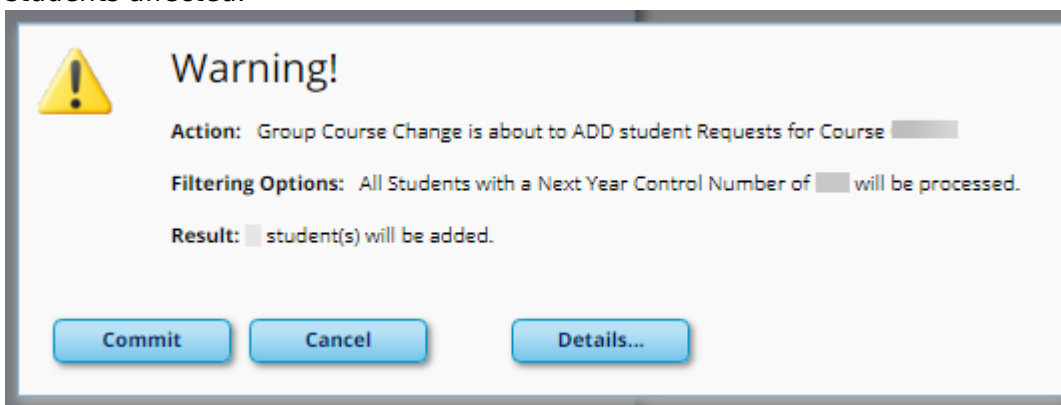 students affected.
Warning!
Action: Group Course Change is about to ADD student Requests for Course
Filtering Options: All Students with a Next Year Control Number of will be processed.
Result: student(s) will be added.
Commit Cancel Details...